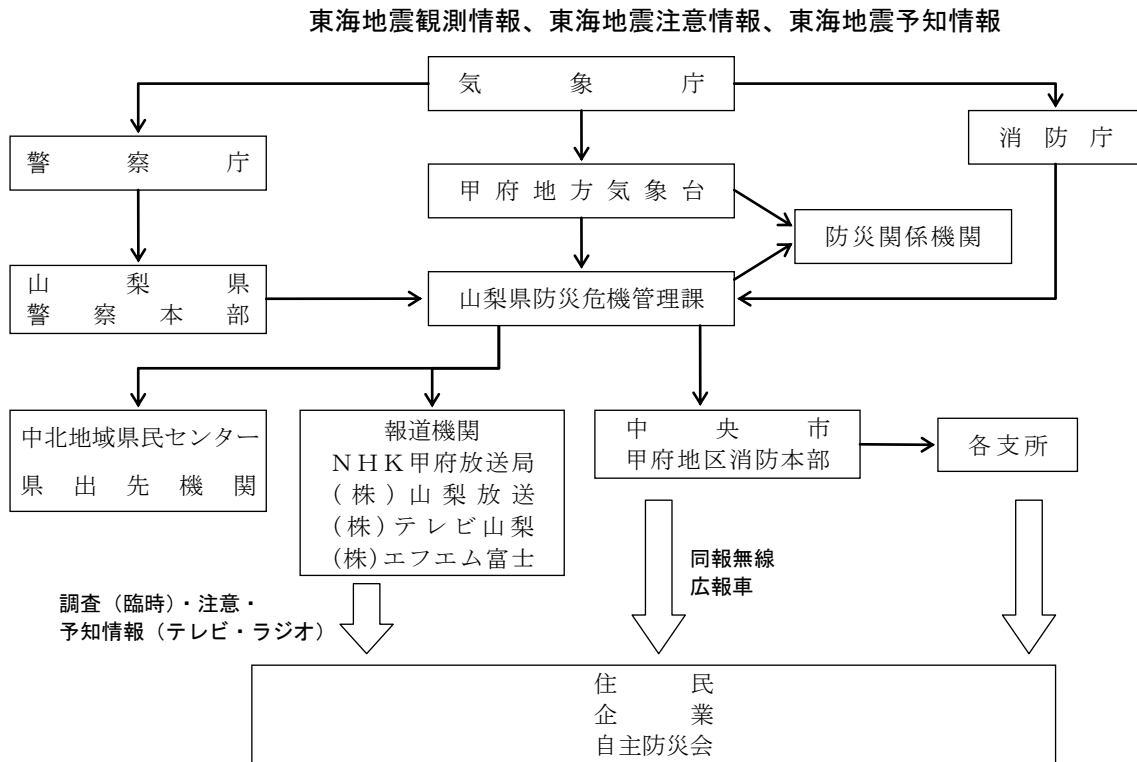 東海地震観測情報、東海地震注意情報、東海地震予知情報
気象庁
警察庁
消防庁
甲府地方気象台
防災関係機関
山梨県
警察本部
山梨県防災危機管理課
中北地域県民センター
県出先機関
報道機関
ＮＨＫ甲府放送局
(株)山梨放送
(株)テレビ山梨
(株)エフエム富士
中央市
甲府地区消防本部
各支所
同報無線
広報車
調査（臨時）・注意・
予知情報（テレビ・ラジオ）
住民
企業
自主防災会